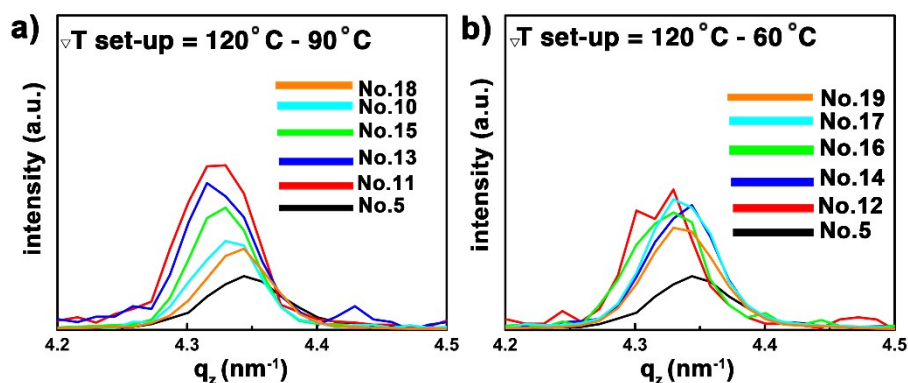 a)
▽T set-up = 120°C - 90°C
No.18
No.10
No.15
No.13
No.11
No.5
intensity (a.u.)
4.2 4.3 4.4 4.5
q_z (nm⁻¹)
b)
▽T set-up = 120°C - 60°C
No.19
No.17
No.16
No.14
No.12
No.5
intensity (a.u.)
4.2 4.3 4.4 4.5
q_z (nm⁻¹)